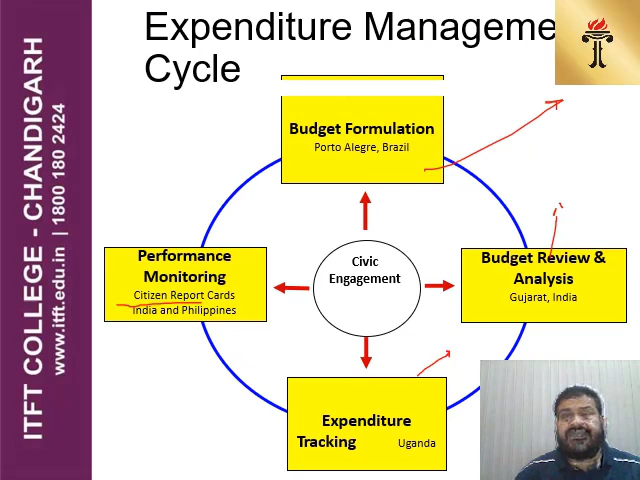 Expenditure Manageme
Cycle
ITFT COLLEGE - CHANDIGARH
www.itft.edu.in | 1800 180 2424
Budget Formulation
Porto Alegre, Brazil
Performance
Monitoring
Citizen Report Cards
India and Philippines
Civic
Engagement
Budget Review &
Analysis
Gujarat, India
Expenditure
Tracking Uganda